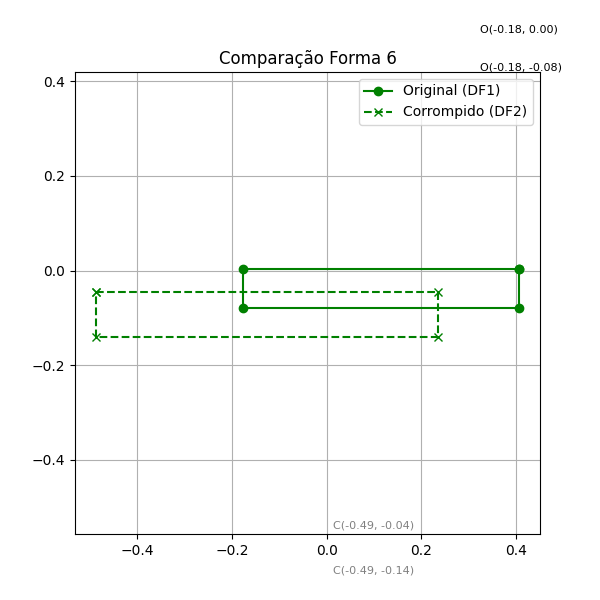 O(-0.18, 0.00)
Comparação Forma 6
O(-0.18, -0.08)
0.4
Original (DF1)
Corrompido (DF2)
0.2
0.0
−0.2
−0.4
C(-0.49, -0.04)
−0.4 −0.2 0.0 0.2 0.4
C(-0.49, -0.14)